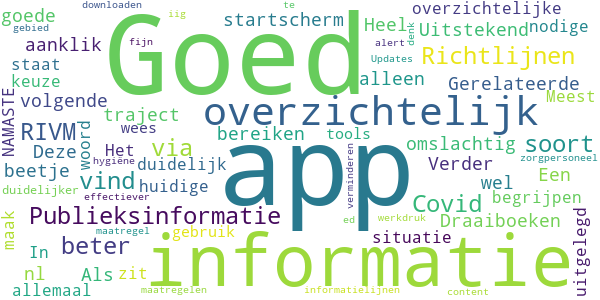 downloaden iig te overzichtelijke
goede gebied fijn Goed startscherm Heel denk Uitstekend nodige
aanklik alert Richtlijnen
staat Updates
keuze alleen Gerelateerde
volgende overzichtelijk Meest
NAMASTE RIVM woord traject bereiken tools omslachtig soort
Deze wees Het via app
beetje hygiëne duidelijk verminderen Verder zorgpersoneel
duidelijker vind huidige wel Een
effectiever Covid begrijpen
maak Publieksinformatie Draaiboeken uitgelegd
maatregel gebruik ed werkdruk
In beter informatie situatie
nl Als zit
allemaal maatregelen informatielijnen content